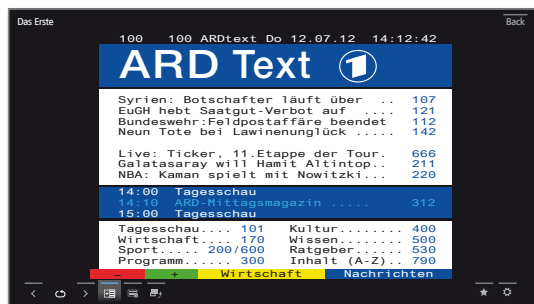 Das Erste
Back
100 100 ARDtext Do 12.07.12 14:12:42
ARD Text 1
Syrien: Botschafter läuft über .. 107
EuGH hebt Saatgut-Verbot auf .... 121
Bundeswehr:Feldpostaffäre beendet 112
Neun Tote bei Lawinenunglück ..... 142
Live: Ticker, 11.Etappe der Tour. 666
Galatasaray will Hamit Altintop.. 211
NBA: Kaman spielt mit Nowitzki... 220
14:00 Tagesschau
14:10 ARD-Mittagsmagazin ..... 312
15:00 Tagesschau
Tagesschau.... 101 Kultur........ 400
Wirtschaft.... 170 Wissen........ 500
Sport..... 200/600 Ratgeber...... 530
Programm...... 300 Inhalt (A-Z).. 790
– + Wirtschaft Nachrichten